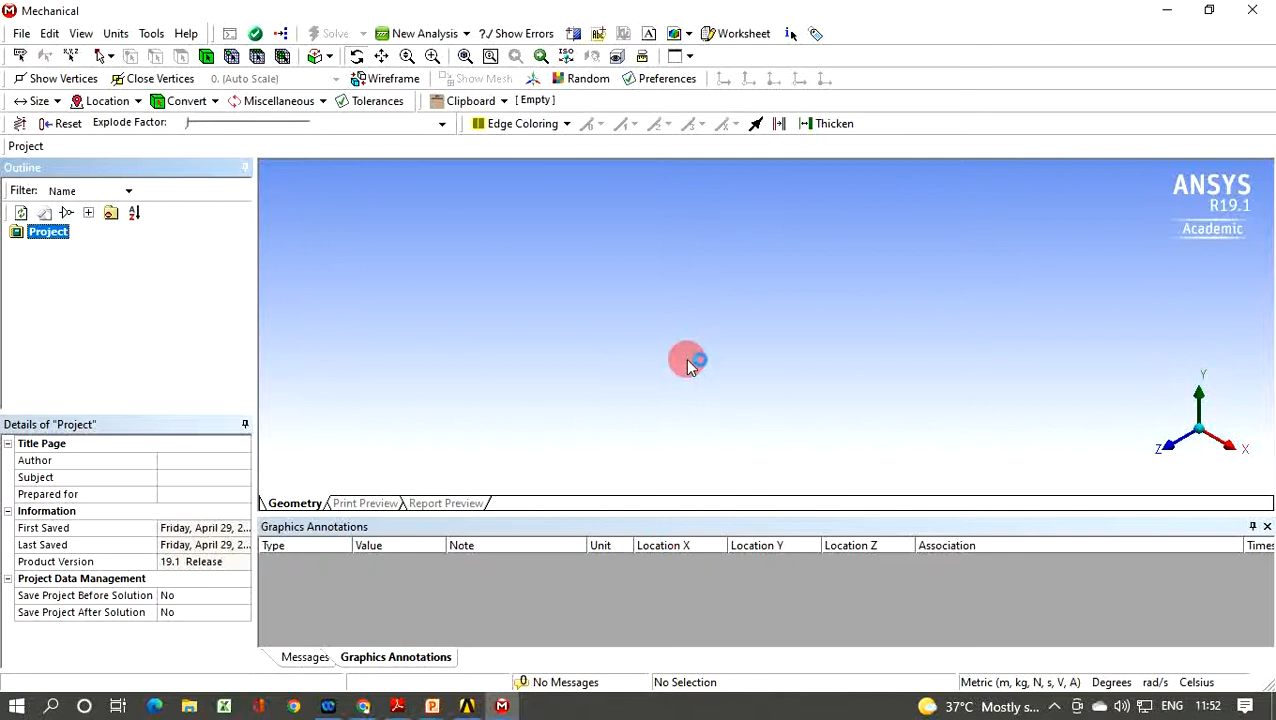 Mechanical
File Edit View Units Tools Help Solve New Analysis ?/ Show Errors Worksheet
Show Vertices Close Vertices 0. (Auto Scale) Wireframe Show Mesh Random Preferences
Size Location Convert Miscellaneous Tolerances Clipboard [ Empty ]
Reset Explode Factor: Edge Coloring Thicken
Project
Outline
Filter: Name
Project
ANSYS
R19.1
Academic
Y
Z X
Details of "Project"
Title Page
Author
Subject
Prepared for
Information
First Saved Friday, April 29, 2...
Last Saved Friday, April 29, 2...
Product Version 19.1 Release
Project Data Management
Save Project Before Solution No
Save Project After Solution No
Geometry Print Preview Report Preview
Graphics Annotations
Type Value Note Unit Location X Location Y Location Z Association Times
Messages Graphics Annotations
No Messages No Selection Metric (m, kg, N, s, V, A) Degrees rad/s Celsius
37°C Mostly s... ENG 11:52